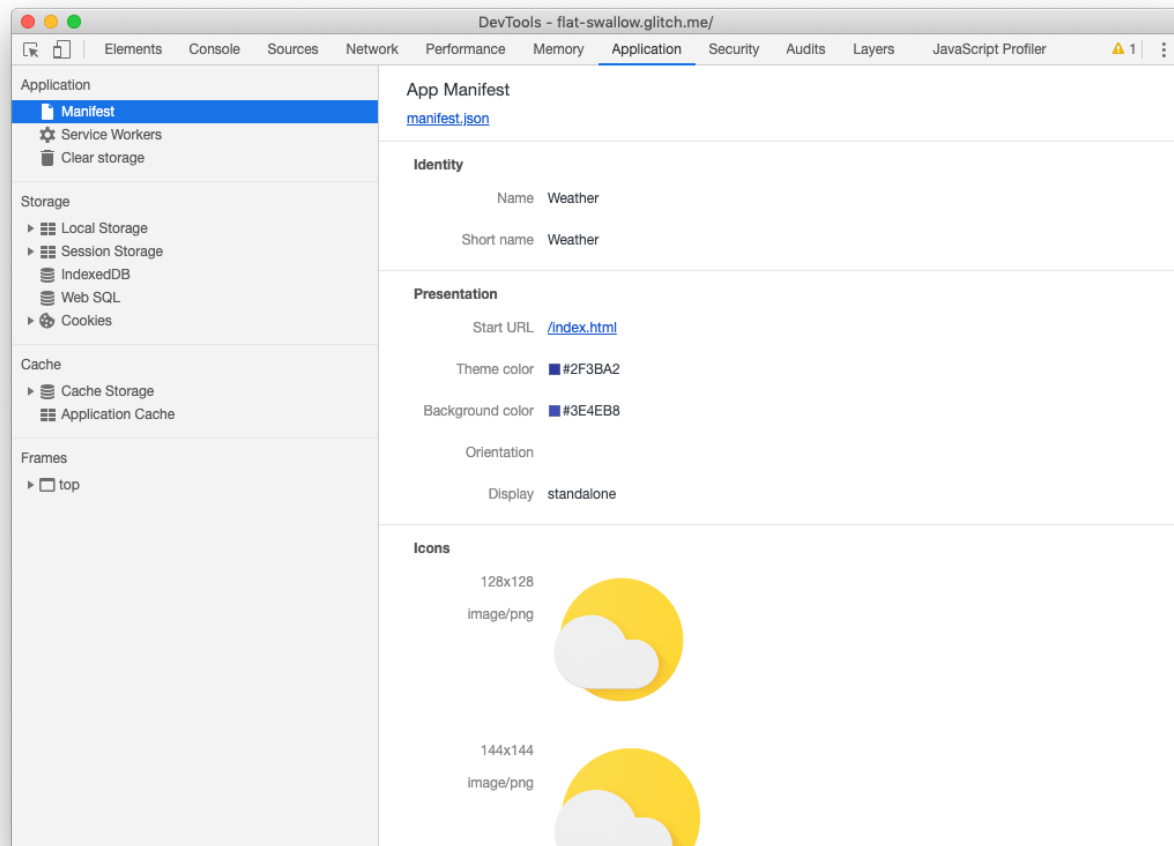 DevTools - flat-swallow.glitch.me/
Elements Console Sources Network Performance Memory Application Security Audits Layers JavaScript Profiler 1
Application
Manifest
Service Workers
Clear storage
Storage
Local Storage
Session Storage
IndexedDB
Web SQL
Cookies
Cache
Cache Storage
Application Cache
Frames
top
App Manifest
manifest.json
Identity
Name Weather
Short name Weather
Presentation
Start URL /index.html
Theme color #2F3BA2
Background color #3E4EB8
Orientation
Display standalone
Icons
128x128
image/png
144x144
image/png